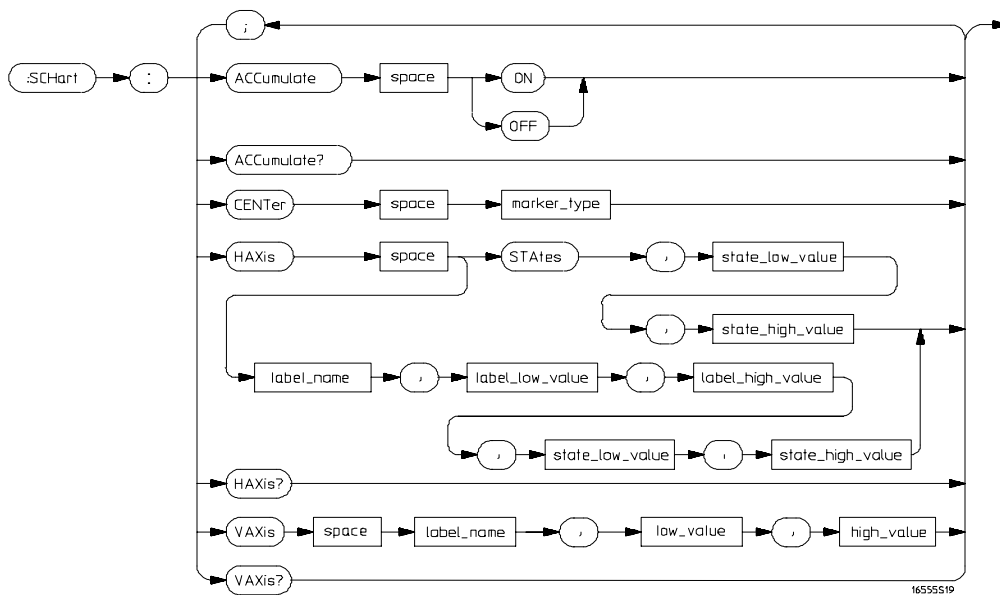 ;
:SCHart : ACCumulate space ON
OFF
ACCumulate?
CENTer space marker_type
HAXis space STAtes , state_low_value
, state_high_value
label_name , label_low_value , label_high_value
, state_low_value , state_high_value
HAXis?
VAXis space label_name , low_value , high_value
VAXis?
16555S19